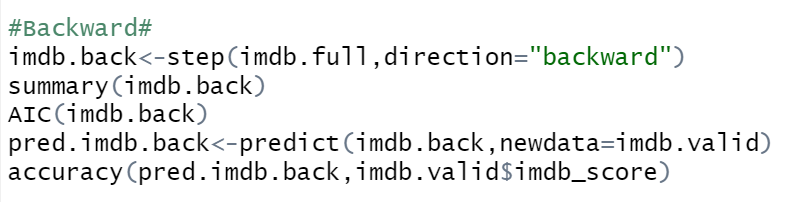 #Backward#
imdb.back<-step(imdb.full,direction="backward")
summary(imdb.back)
AIC(imdb.back)
pred.imdb.back<-predict(imdb.back,newdata=imdb.valid)
accuracy(pred.imdb.back,imdb.valid$imdb_score)